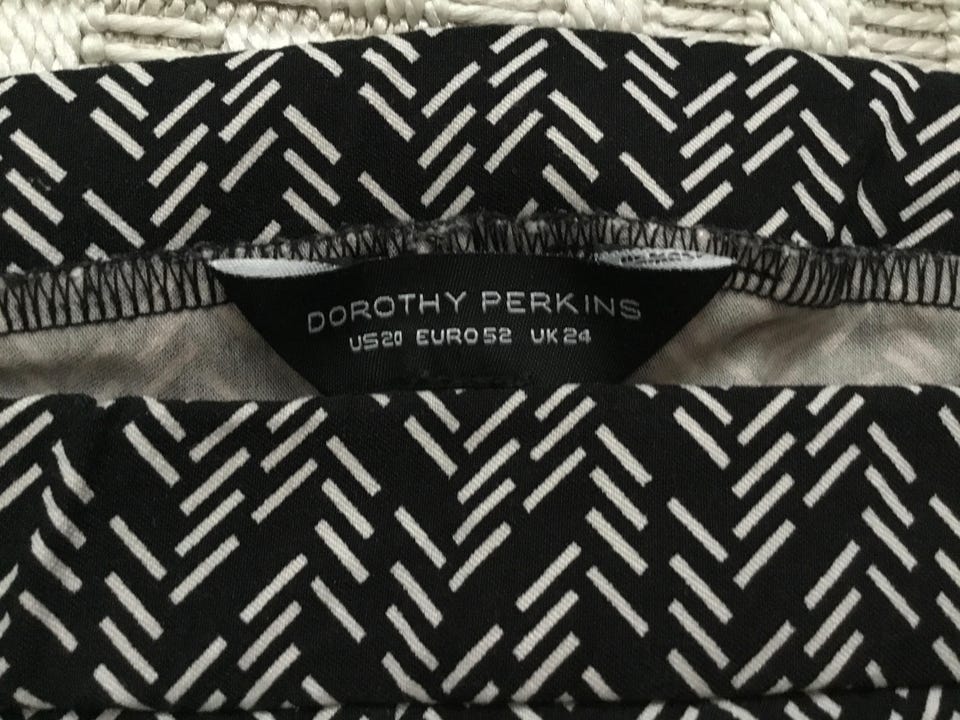 DOROTHY PERKINS
US20 EURO52 UK24